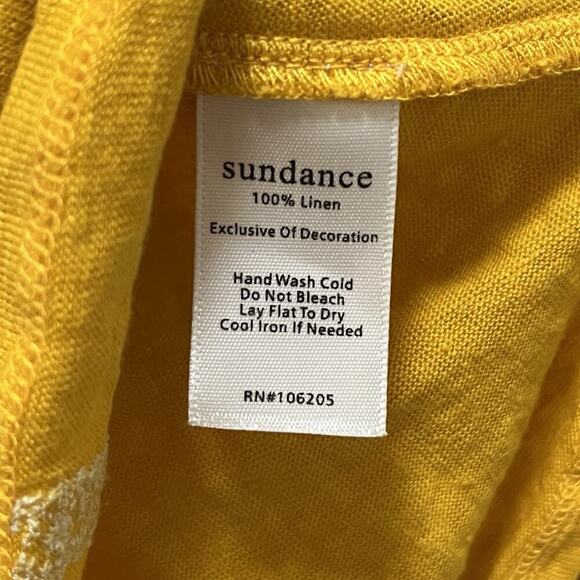 sundance
100% Linen
Exclusive Of Decoration
Hand Wash Cold
Do Not Bleach
Lay Flat To Dry
Cool Iron If Needed
RN#106205